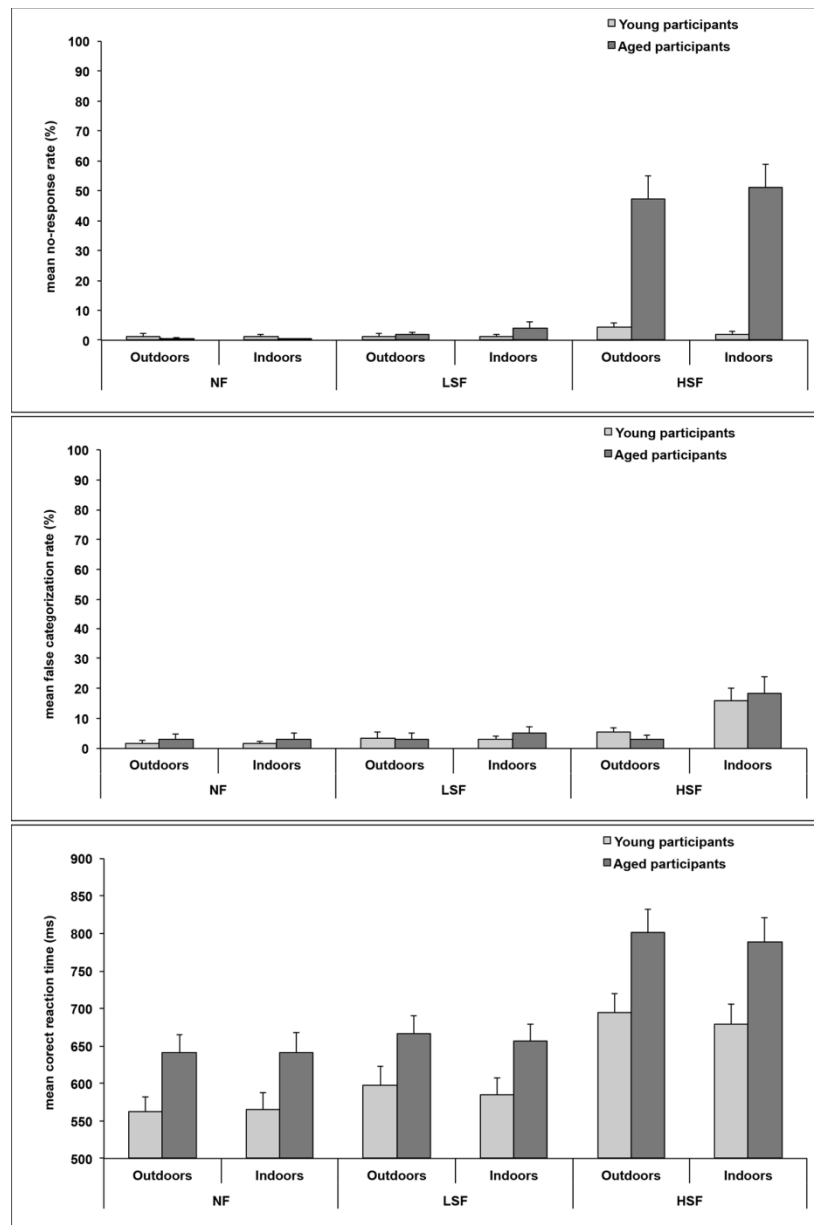 Young participants
Aged participants
mean no-response rate (%)
100
90
80
70
60
50
40
30
20
10
0
Outdoors Indoors Outdoors Indoors Outdoors Indoors
NF LSF HSF
Young participants
Aged participants
mean false categorization rate (%)
100
90
80
70
60
50
40
30
20
10
0
Outdoors Indoors Outdoors Indoors Outdoors Indoors
NF LSF HSF
Young participants
Aged participants
mean corect reaction time (ms)
900
850
800
750
700
650
600
550
500
Outdoors Indoors Outdoors Indoors Outdoors Indoors
NF LSF HSF